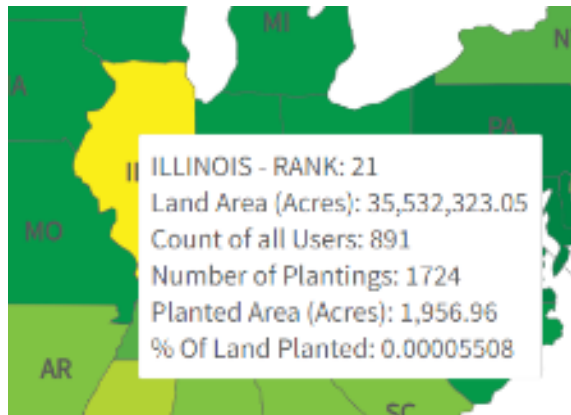 MI
N
A
PA
IL
ILLINOIS - RANK: 21
Land Area (Acres): 35,532,323.05
Count of all Users: 891
MO
Number of Plantings: 1724
Planted Area (Acres): 1,956.96
% Of Land Planted: 0.00005508
AR
SC